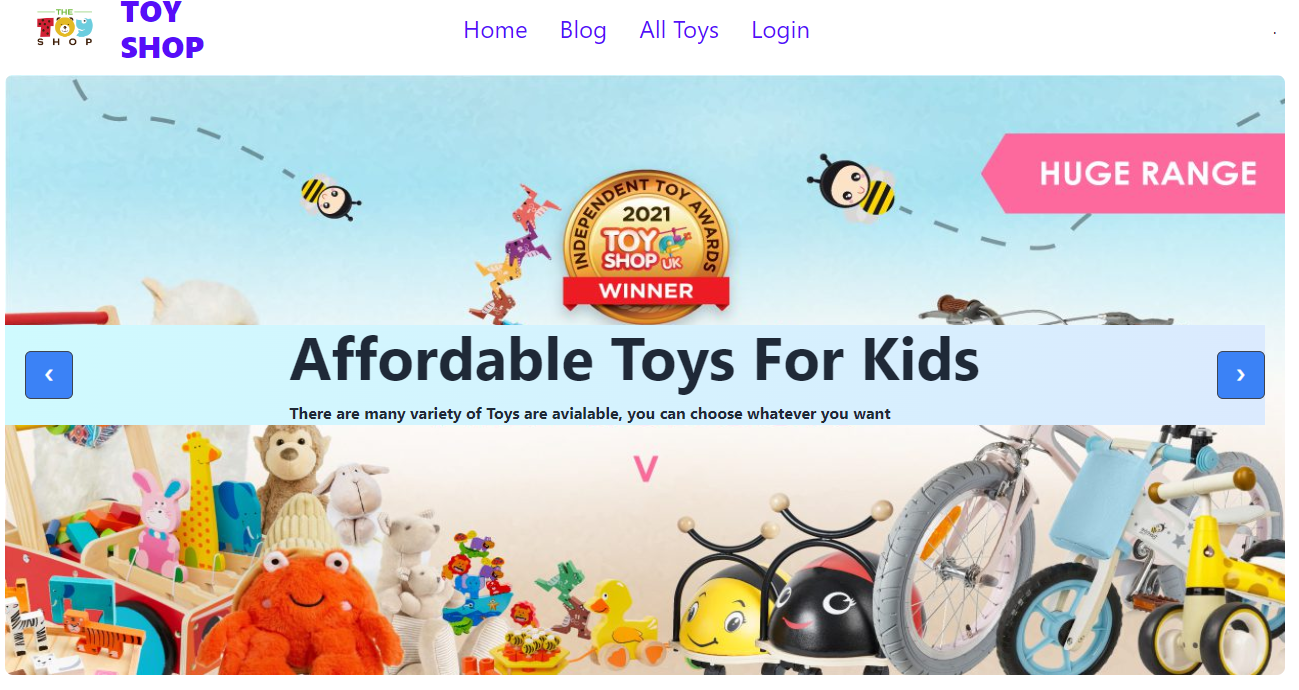 THE
TOY
SHOP
TOY
SHOP
Home Blog All Toys Login
HUGE RANGE
INDEPENDENT TOY AWARDS
2021
TOY
SHOP UK
WINNER
Affordable Toys For Kids
‹ ›
There are many variety of Toys are avialable, you can choose whatever you want
V